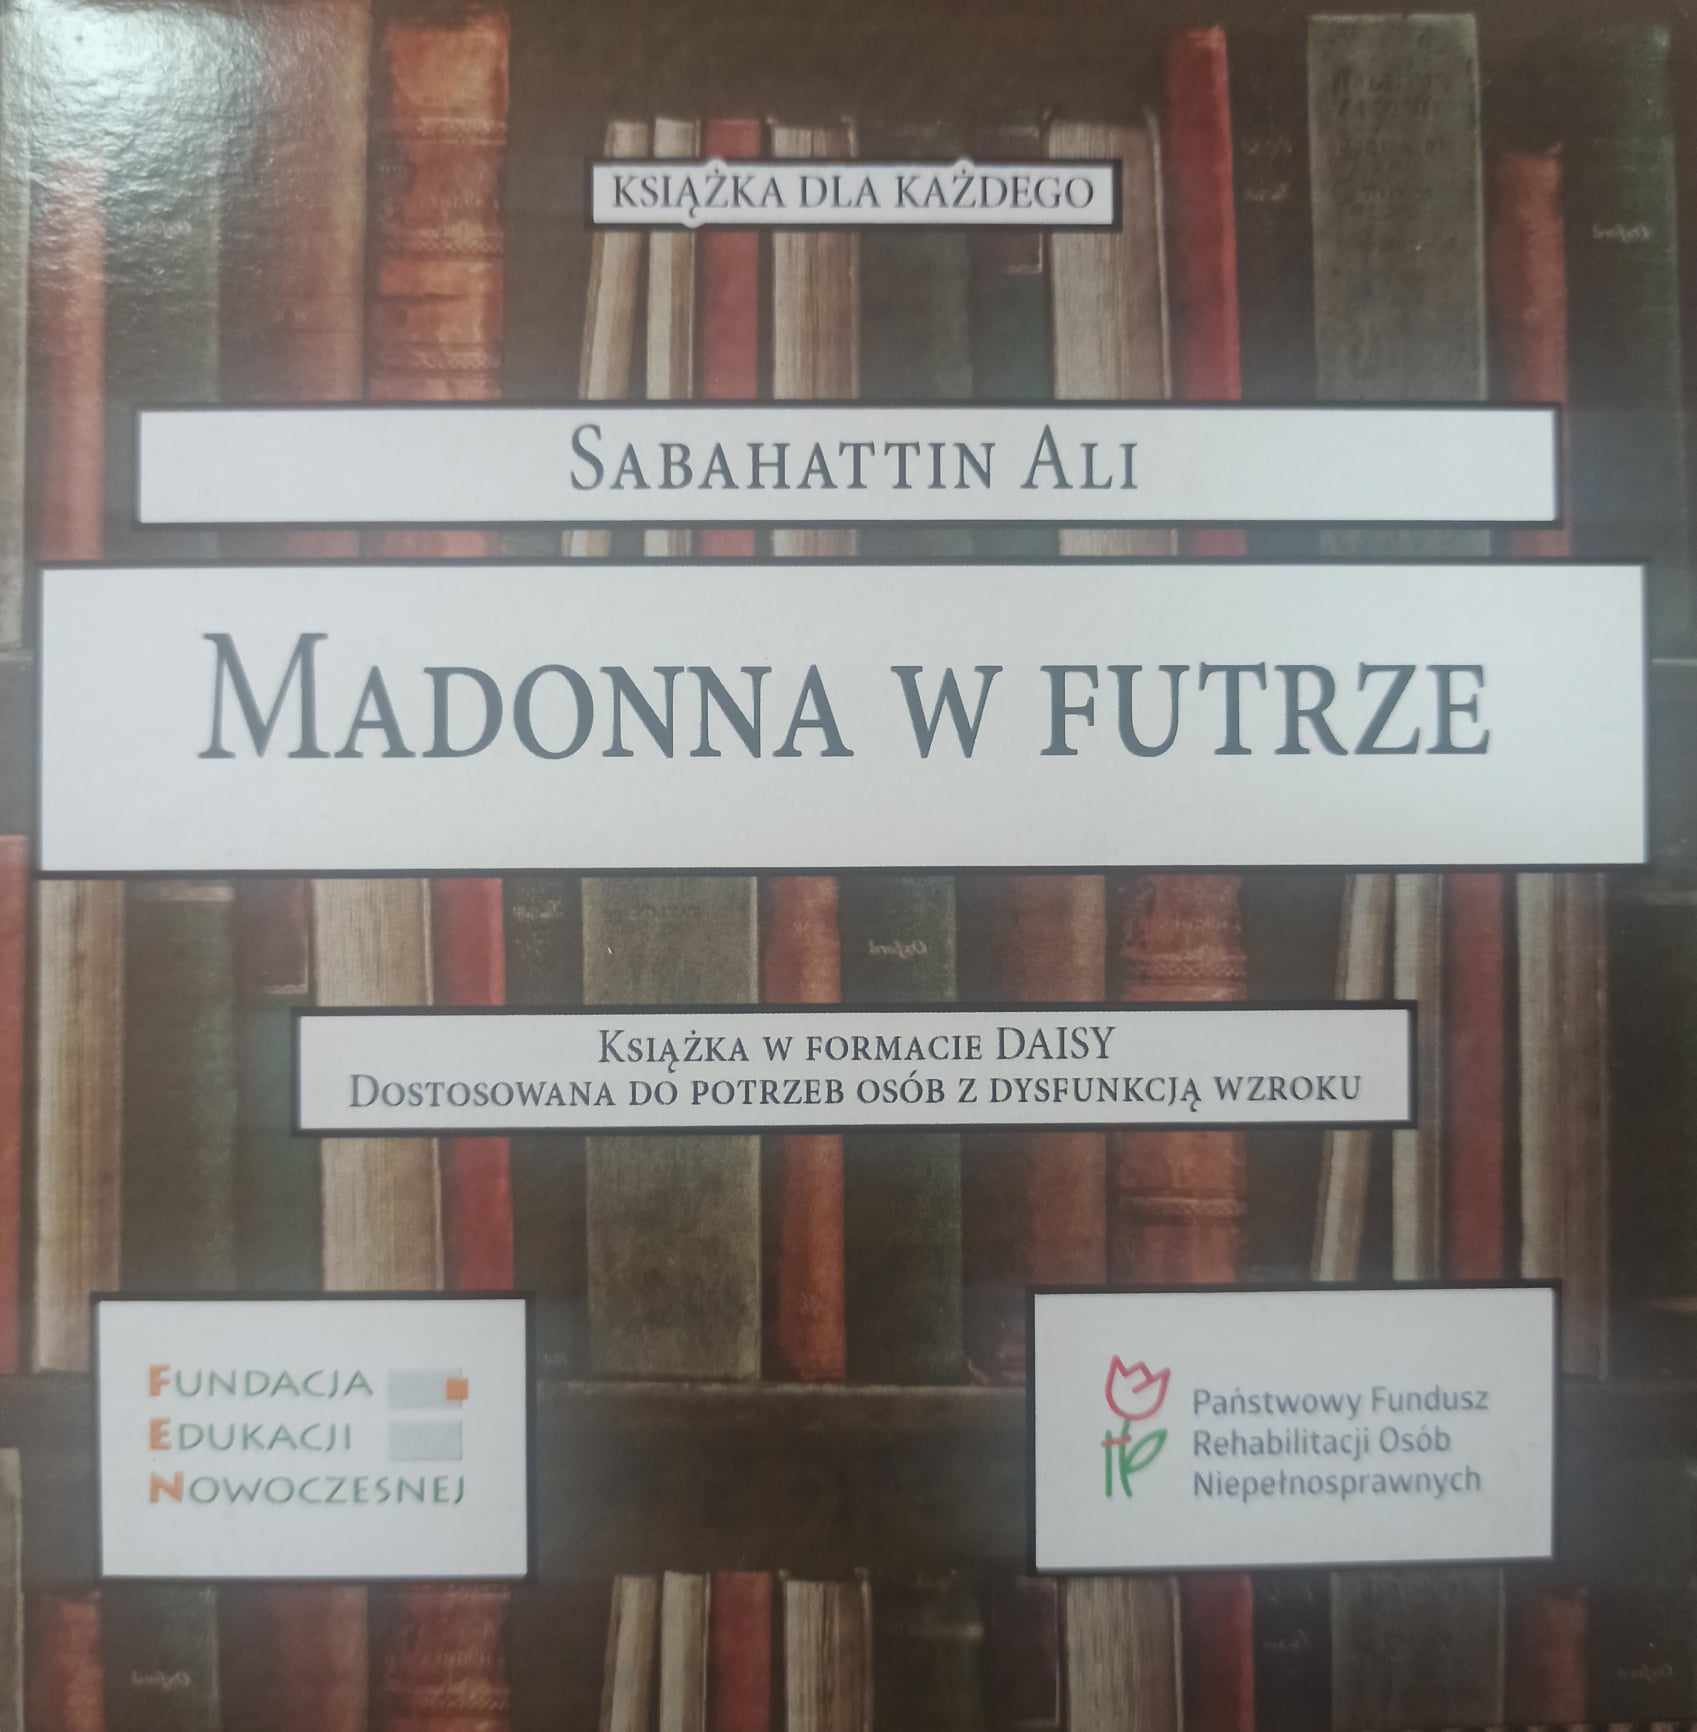 KSIĄŻKA DLA KAŻDEGO
SABAHATTIN ALI
MADONNA W FUTRZE
KSIĄŻKA W FORMACIE DAISY
DOSTOSOWANA DO POTRZEB OSÓB Z DYSFUNKCJĄ WZROKU
FUNDACJA
EDUKACJI
NOWOCZESNEJ
Państwowy Fundusz
Rehabilitacji Osób
Niepełnosprawnych